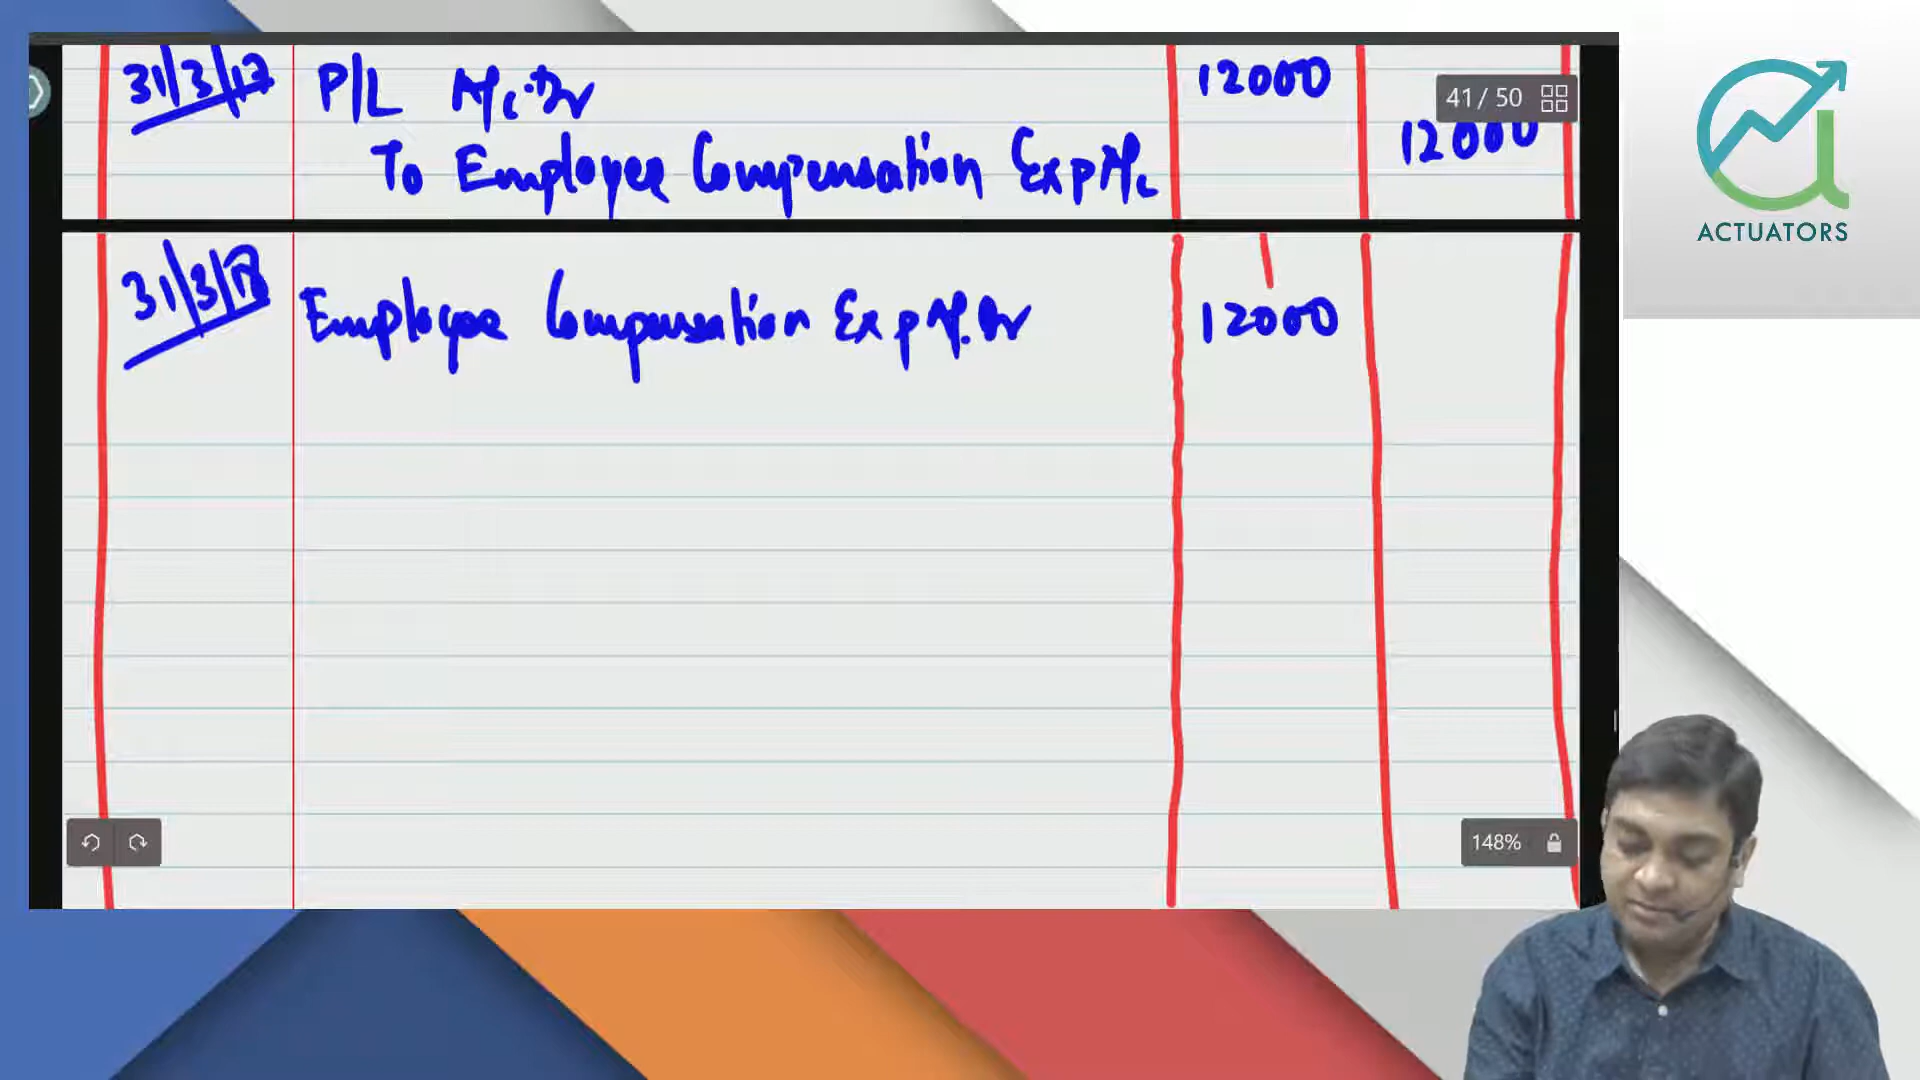 31/3/17 P/L A/c.Dr 12000
To Employee Compensation Exp A/c 12000
31/3/18 Employee Compensation Exp A/c. Dr 12000
41/50
148%
ACTUATORS